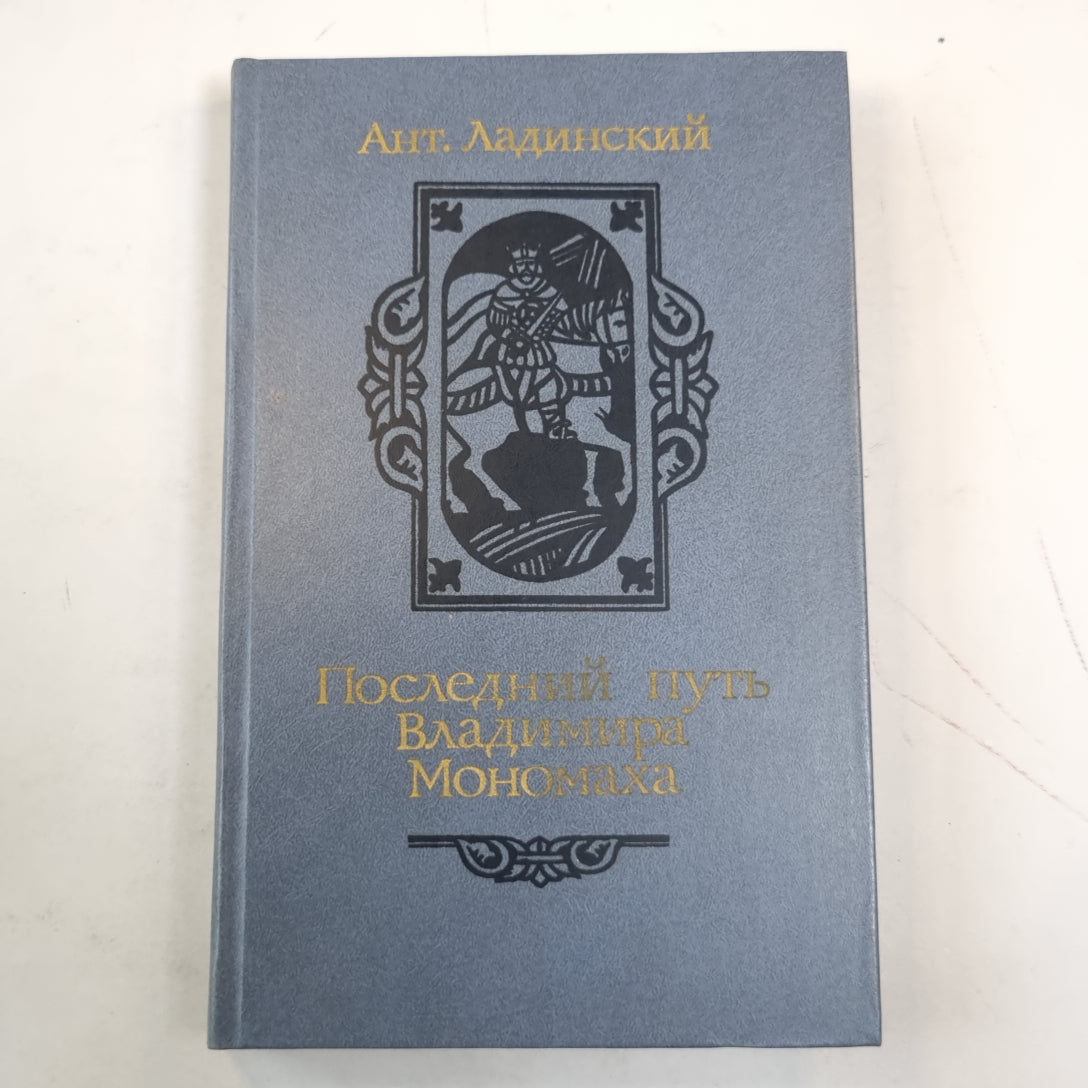 Ант. Ладинский
Последний путь
Владимира
Мономаха